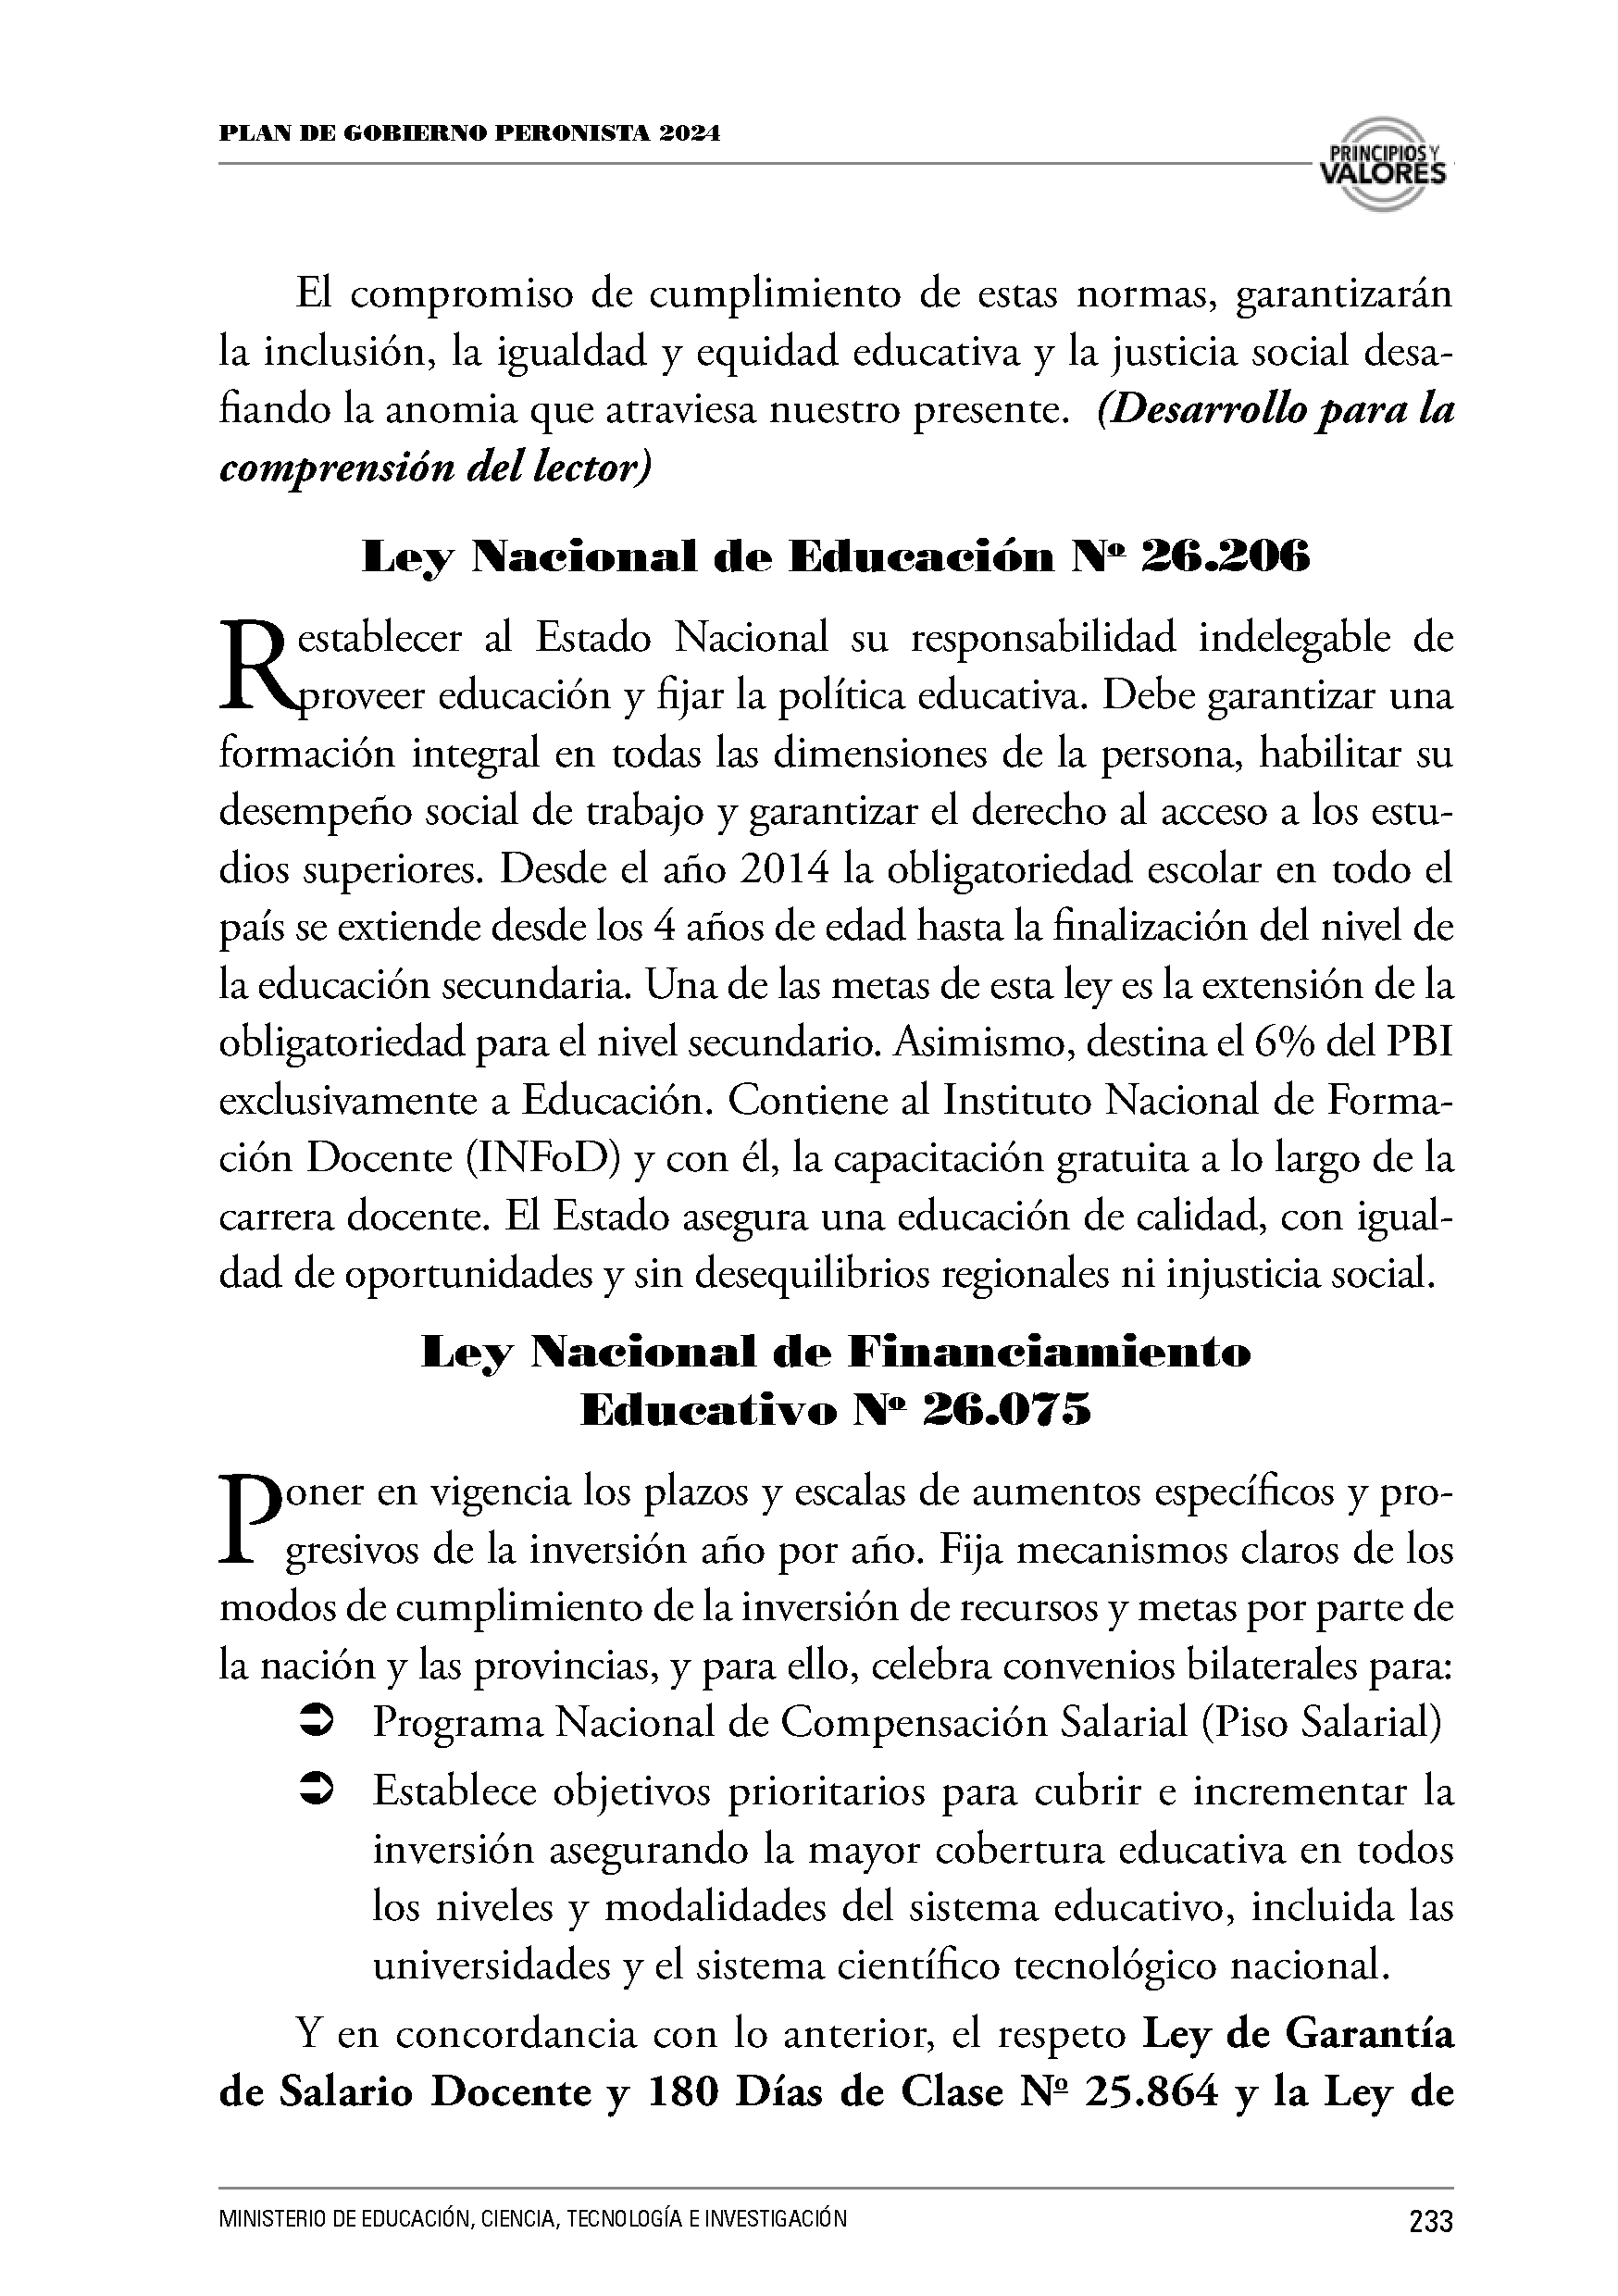 PLAN DE GOBIERNO PERONISTA 2024
PRINCIPIOS Y
VALORES
El compromiso de cumplimiento de estas normas, garantizarán
la inclusión, la igualdad y equidad educativa y la justicia social desa-
fiando la anomia que atraviesa nuestro presente. (Desarrollo para la
comprensión del lector)
Ley Nacional de Educación Nº 26.206
Restablecer al Estado Nacional su responsabilidad indelegable de
proveer educación y fijar la política educativa. Debe garantizar una
formación integral en todas las dimensiones de la persona, habilitar su
desempeño social de trabajo y garantizar el derecho al acceso a los estu-
dios superiores. Desde el año 2014 la obligatoriedad escolar en todo el
país se extiende desde los 4 años de edad hasta la finalización del nivel de
la educación secundaria. Una de las metas de esta ley es la extensión de la
obligatoriedad para el nivel secundario. Asimismo, destina el 6% del PBI
exclusivamente a Educación. Contiene al Instituto Nacional de Forma-
ción Docente (INFoD) y con él, la capacitación gratuita a lo largo de la
carrera docente. El Estado asegura una educación de calidad, con igual-
dad de oportunidades y sin desequilibrios regionales ni injusticia social.
Ley Nacional de Financiamiento
Educativo Nº 26.075
Poner en vigencia los plazos y escalas de aumentos específicos y pro-
gresivos de la inversión año por año. Fija mecanismos claros de los
modos de cumplimiento de la inversión de recursos y metas por parte de
la nación y las provincias, y para ello, celebra convenios bilaterales para:
➲ Programa Nacional de Compensación Salarial (Piso Salarial)
➲ Establece objetivos prioritarios para cubrir e incrementar la
inversión asegurando la mayor cobertura educativa en todos
los niveles y modalidades del sistema educativo, incluida las
universidades y el sistema científico tecnológico nacional.
Y en concordancia con lo anterior, el respeto Ley de Garantía
de Salario Docente y 180 Días de Clase Nº 25.864 y la Ley de
MINISTERIO DE EDUCACIÓN, CIENCIA, TECNOLOGÍA E INVESTIGACIÓN
233